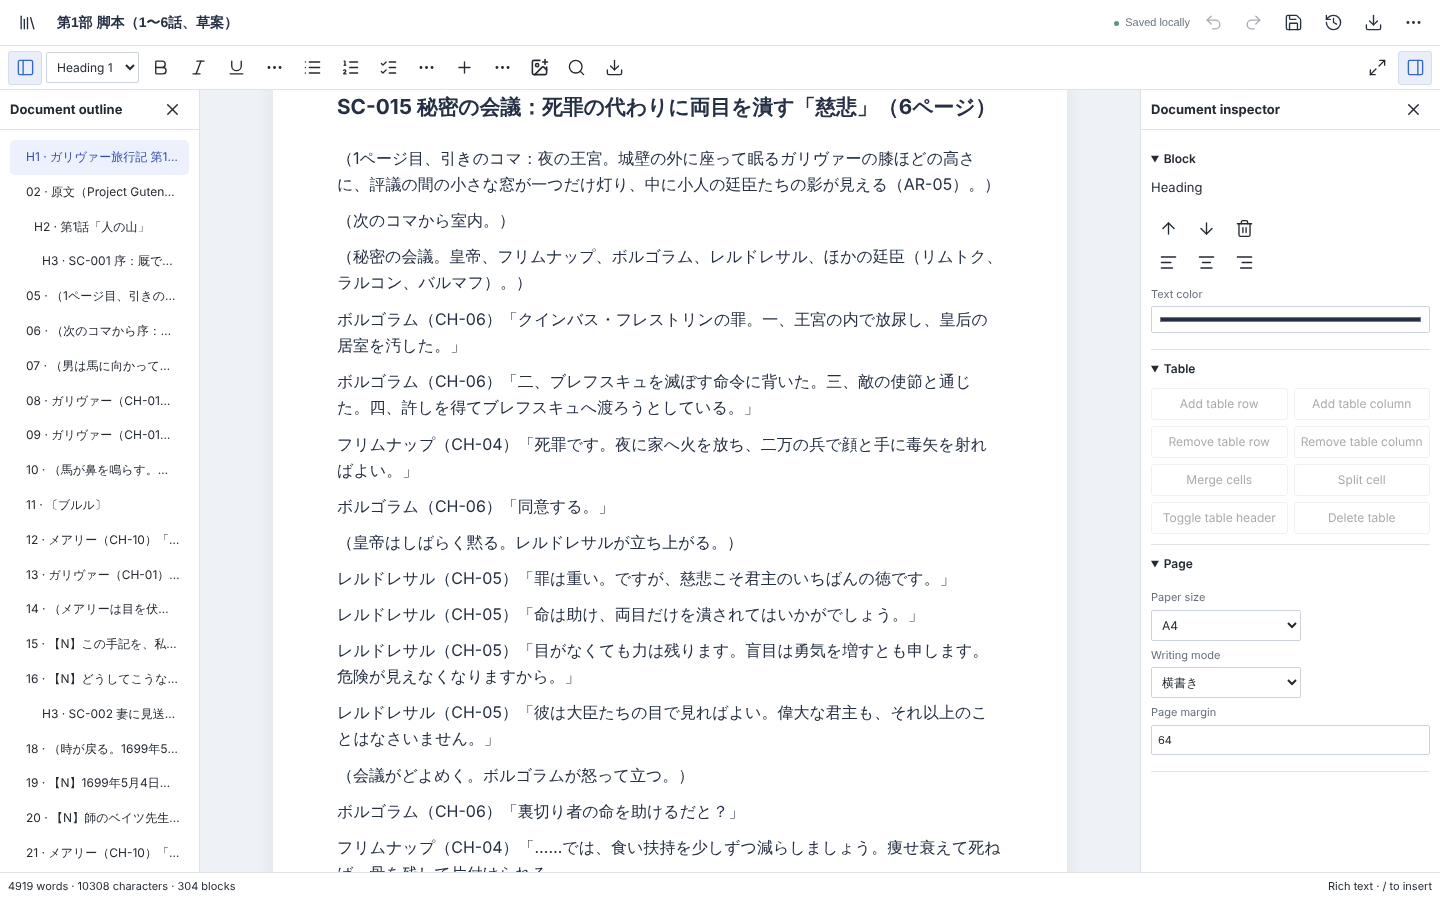 第1部 脚本（1〜6話、草案）
Saved locally
Heading 1
Document outline
H1 · ガリヴァー旅行記 第1...
02 · 原文（Project Guten...
H2 · 第1話「人の山」
H3 · SC-001 序：厩で...
05 · （1ページ目、引きの...
06 · （次のコマから序：...
07 · （男は馬に向かって...
08 · ガリヴァー（CH-01...
09 · ガリヴァー（CH-01...
10 · （馬が鼻を鳴らす。...
11 · 〔ブルル〕
12 · メアリー（CH-10）「...
13 · ガリヴァー（CH-01）...
14 · （メアリーは目を伏...
15 · 【N】この手記を、私...
16 · 【N】どうしてこうな...
H3 · SC-002 妻に見送...
18 · （時が戻る。1699年5...
19 · 【N】1699年5月4日...
20 · 【N】師のベイツ先生...
21 · メアリー（CH-10）「...
SC-015 秘密の会議：死罪の代わりに両目を潰す「慈悲」（6ページ）
（1ページ目、引きのコマ：夜の王宮。城壁の外に座って眠るガリヴァーの膝ほどの高さ
に、評議の間の小さな窓が一つだけ灯り、中に小人の廷臣たちの影が見える（AR-05）。）
（次のコマから室内。）
（秘密の会議。皇帝、フリムナップ、ボルゴラム、レルドレサル、ほかの廷臣（リムトク、
ラルコン、バルマフ）。）
ボルゴラム（CH-06）「クインバス・フレストリンの罪。一、王宮の内で放尿し、皇后の
居室を汚した。」
ボルゴラム（CH-06）「二、ブレフスキュを滅ぼす命令に背いた。三、敵の使節と通じ
た。四、許しを得てブレフスキュへ渡ろうとしている。」
フリムナップ（CH-04）「死罪です。夜に家へ火を放ち、二万の兵で顔と手に毒矢を射れ
ばよい。」
ボルゴラム（CH-06）「同意する。」
（皇帝はしばらく黙る。レルドレサルが立ち上がる。）
レルドレサル（CH-05）「罪は重い。ですが、慈悲こそ君主のいちばんの徳です。」
レルドレサル（CH-05）「命は助け、両目だけを潰されてはいかがでしょう。」
レルドレサル（CH-05）「目がなくても力は残ります。盲目は勇気を増すとも申します。
危険が見えなくなりますから。」
レルドレサル（CH-05）「彼は大臣たちの目で見ればよい。偉大な君主も、それ以上のこ
とはなさいません。」
（会議がどよめく。ボルゴラムが怒って立つ。）
ボルゴラム（CH-06）「裏切り者の命を助けるだと？」
フリムナップ（CH-04）「……では、食い扶持を少しずつ減らしましょう。痩せ衰えて死ね
ば、骨を残して片付けられる
Document inspector
Block
Heading
Text color
Table
Add table row
Add table column
Remove table row
Remove table column
Merge cells
Split cell
Toggle table header
Delete table
Page
Paper size
A4
Writing mode
横書き
Page margin
64
4919 words · 10308 characters · 304 blocks
Rich text · / to insert